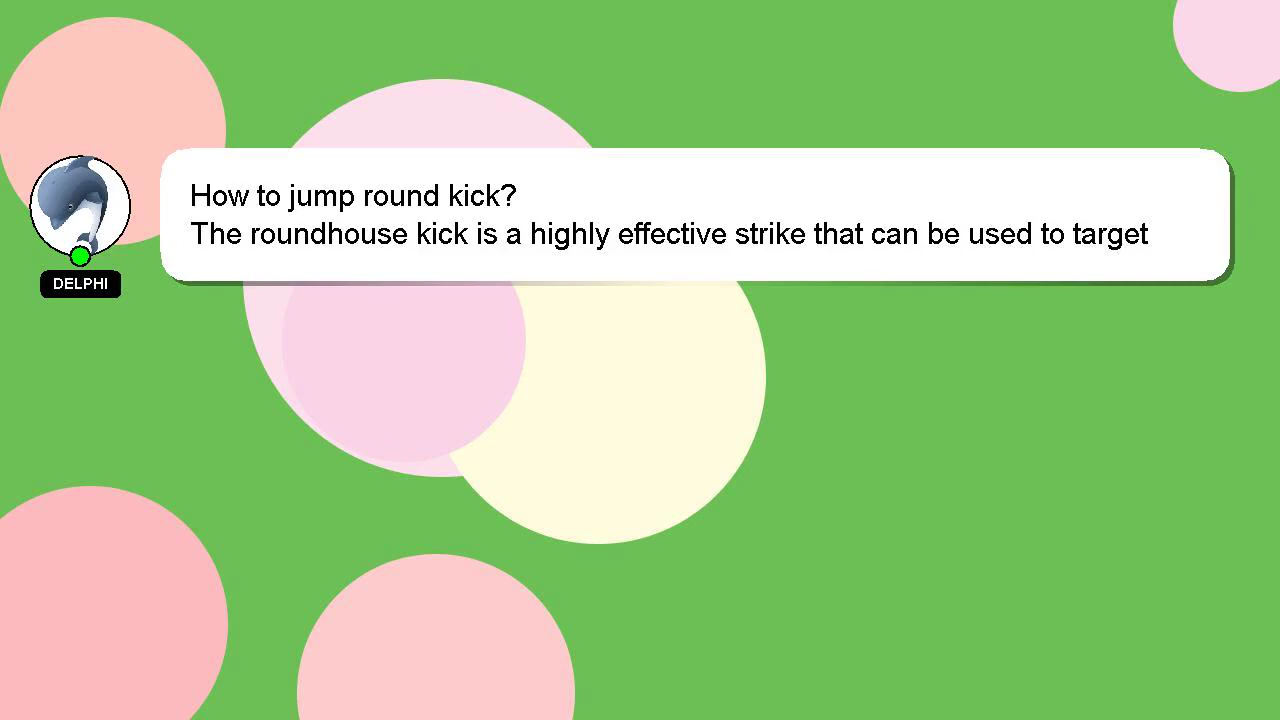 How to jump round kick?
The roundhouse kick is a highly effective strike that can be used to target
DELPHI